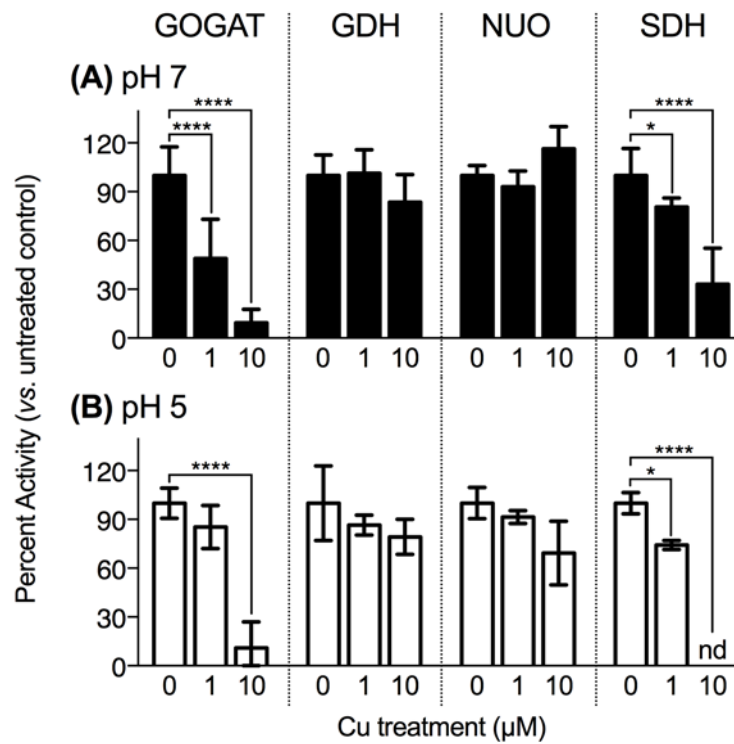 GOGAT GDH NUO SDH
(A) pH 7
**** **** * ****
120
90
60
30
0
0 1 10 0 1 10 0 1 10 0 1 10
(B) pH 5
**** **** *
120
90
60
30
0
nd
0 1 10 0 1 10 0 1 10 0 1 10
Cu treatment (µM)
Percent Activity (vs. untreated control)